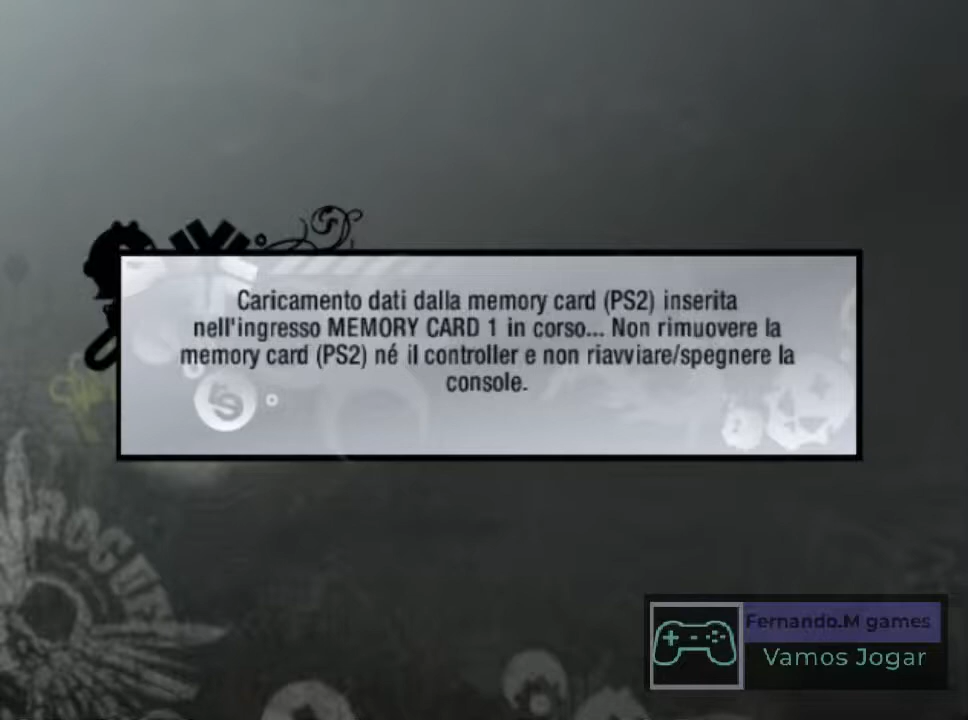 Caricamento dati dalla memory card (PS2) inserita
nell'ingresso MEMORY CARD 1 in corso... Non rimuovere la
memory card (PS2) né il controller e non riavviare/spegnere la
console.
ROGUE
Fernando.M games
Vamos Jogar